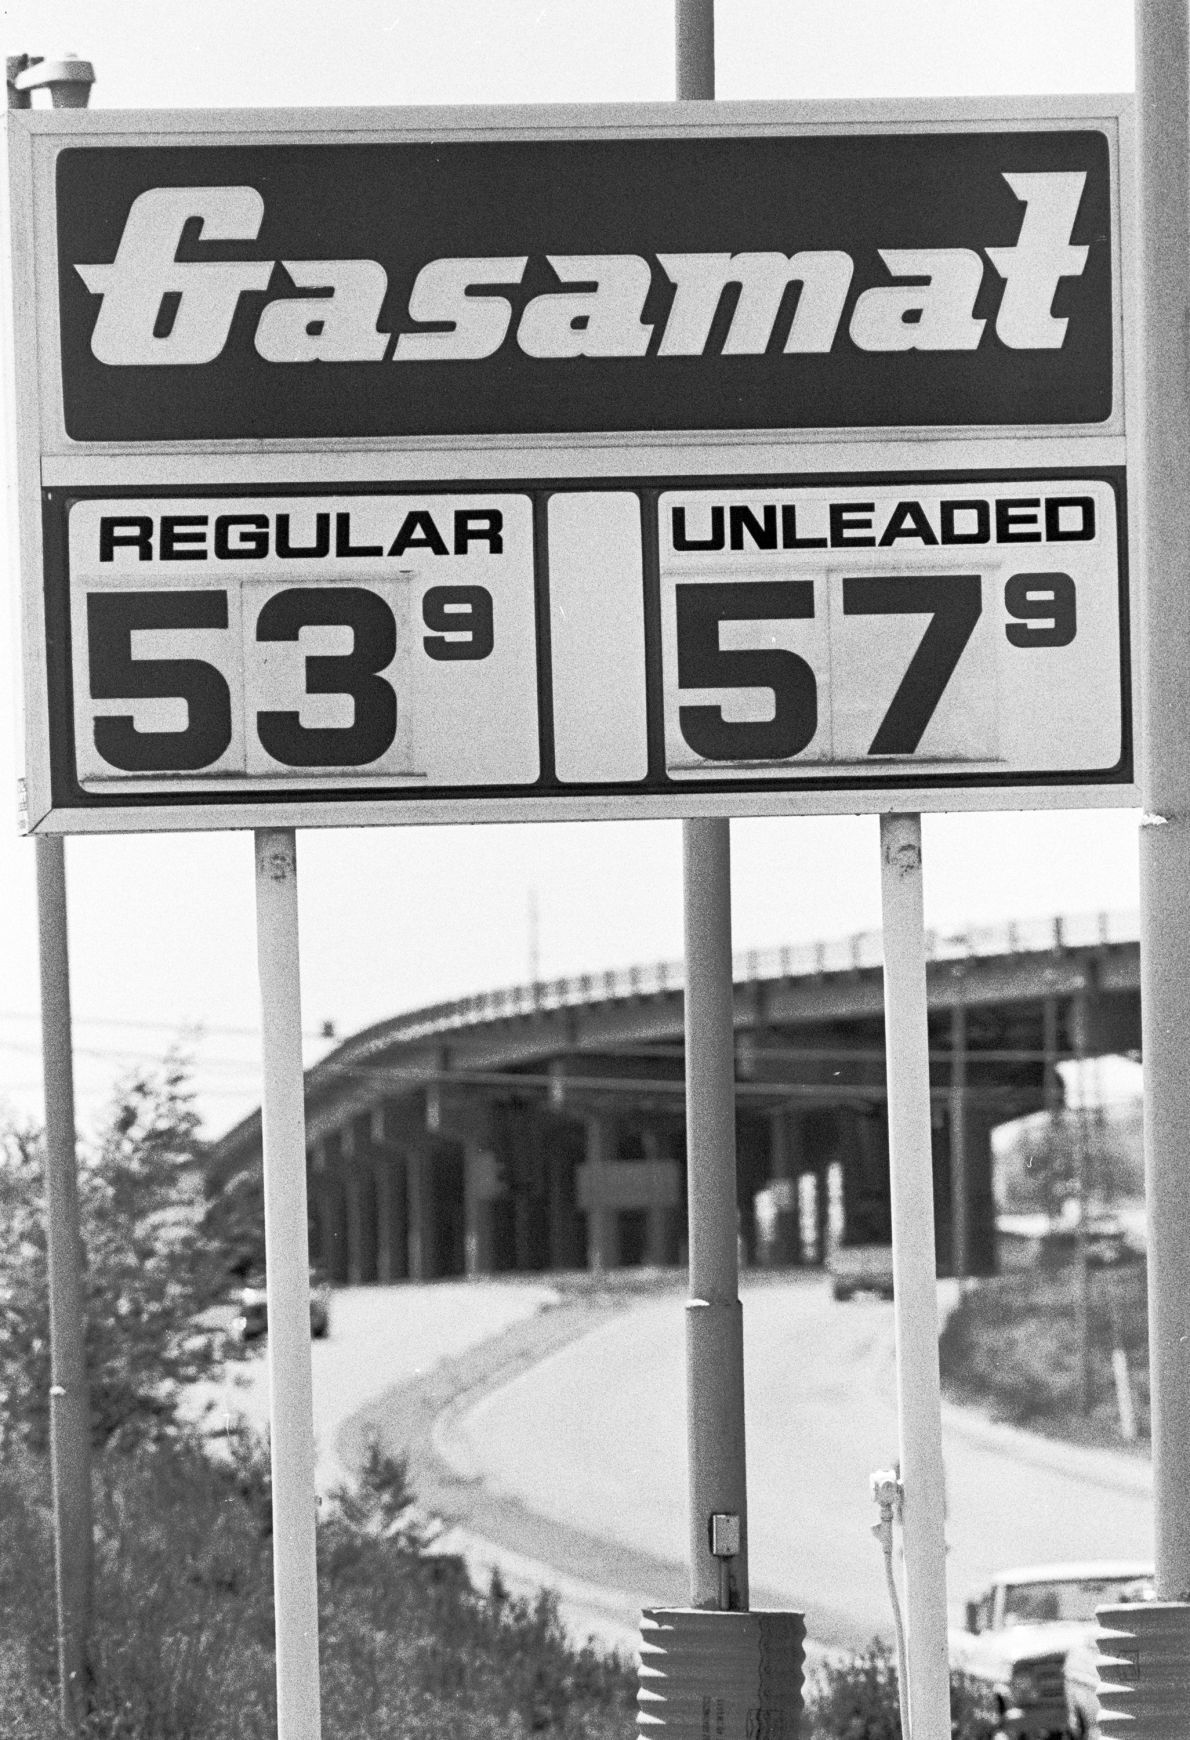 Gasamat
REGULAR UNLEADED
53 9 57 9